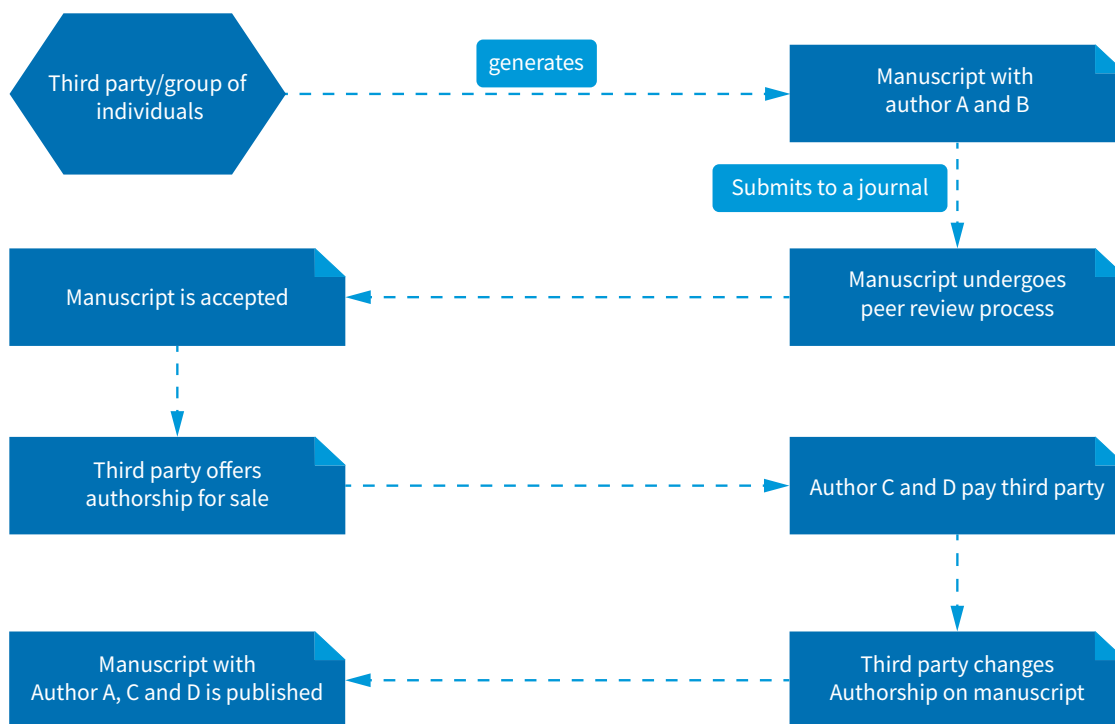 Third party/group of
individuals
generates
Manuscript with
author A and B
Submits to a journal
Manuscript undergoes
peer review process
Manuscript is accepted
Third party offers
authorship for sale
Author C and D pay third party
Third party changes
Authorship on manuscript
Manuscript with
Author A, C and D is published